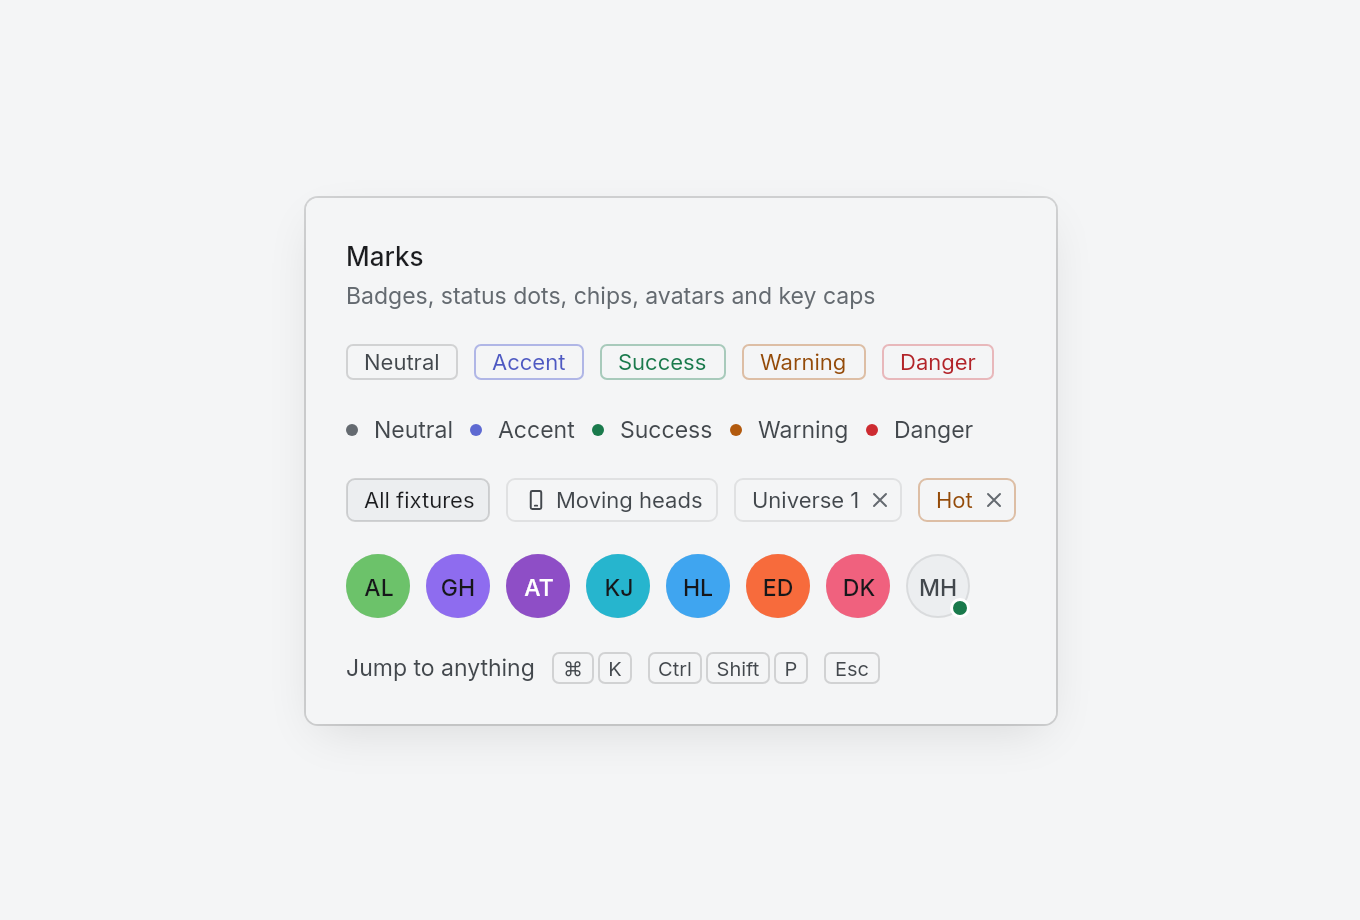 Marks
Badges, status dots, chips, avatars and key caps
Neutral Accent Success Warning Danger
Neutral Accent Success Warning Danger
All fixtures Moving heads Universe 1 Hot
AL GH AT KJ HL ED DK MH
Jump to anything ⌘ K Ctrl Shift P Esc